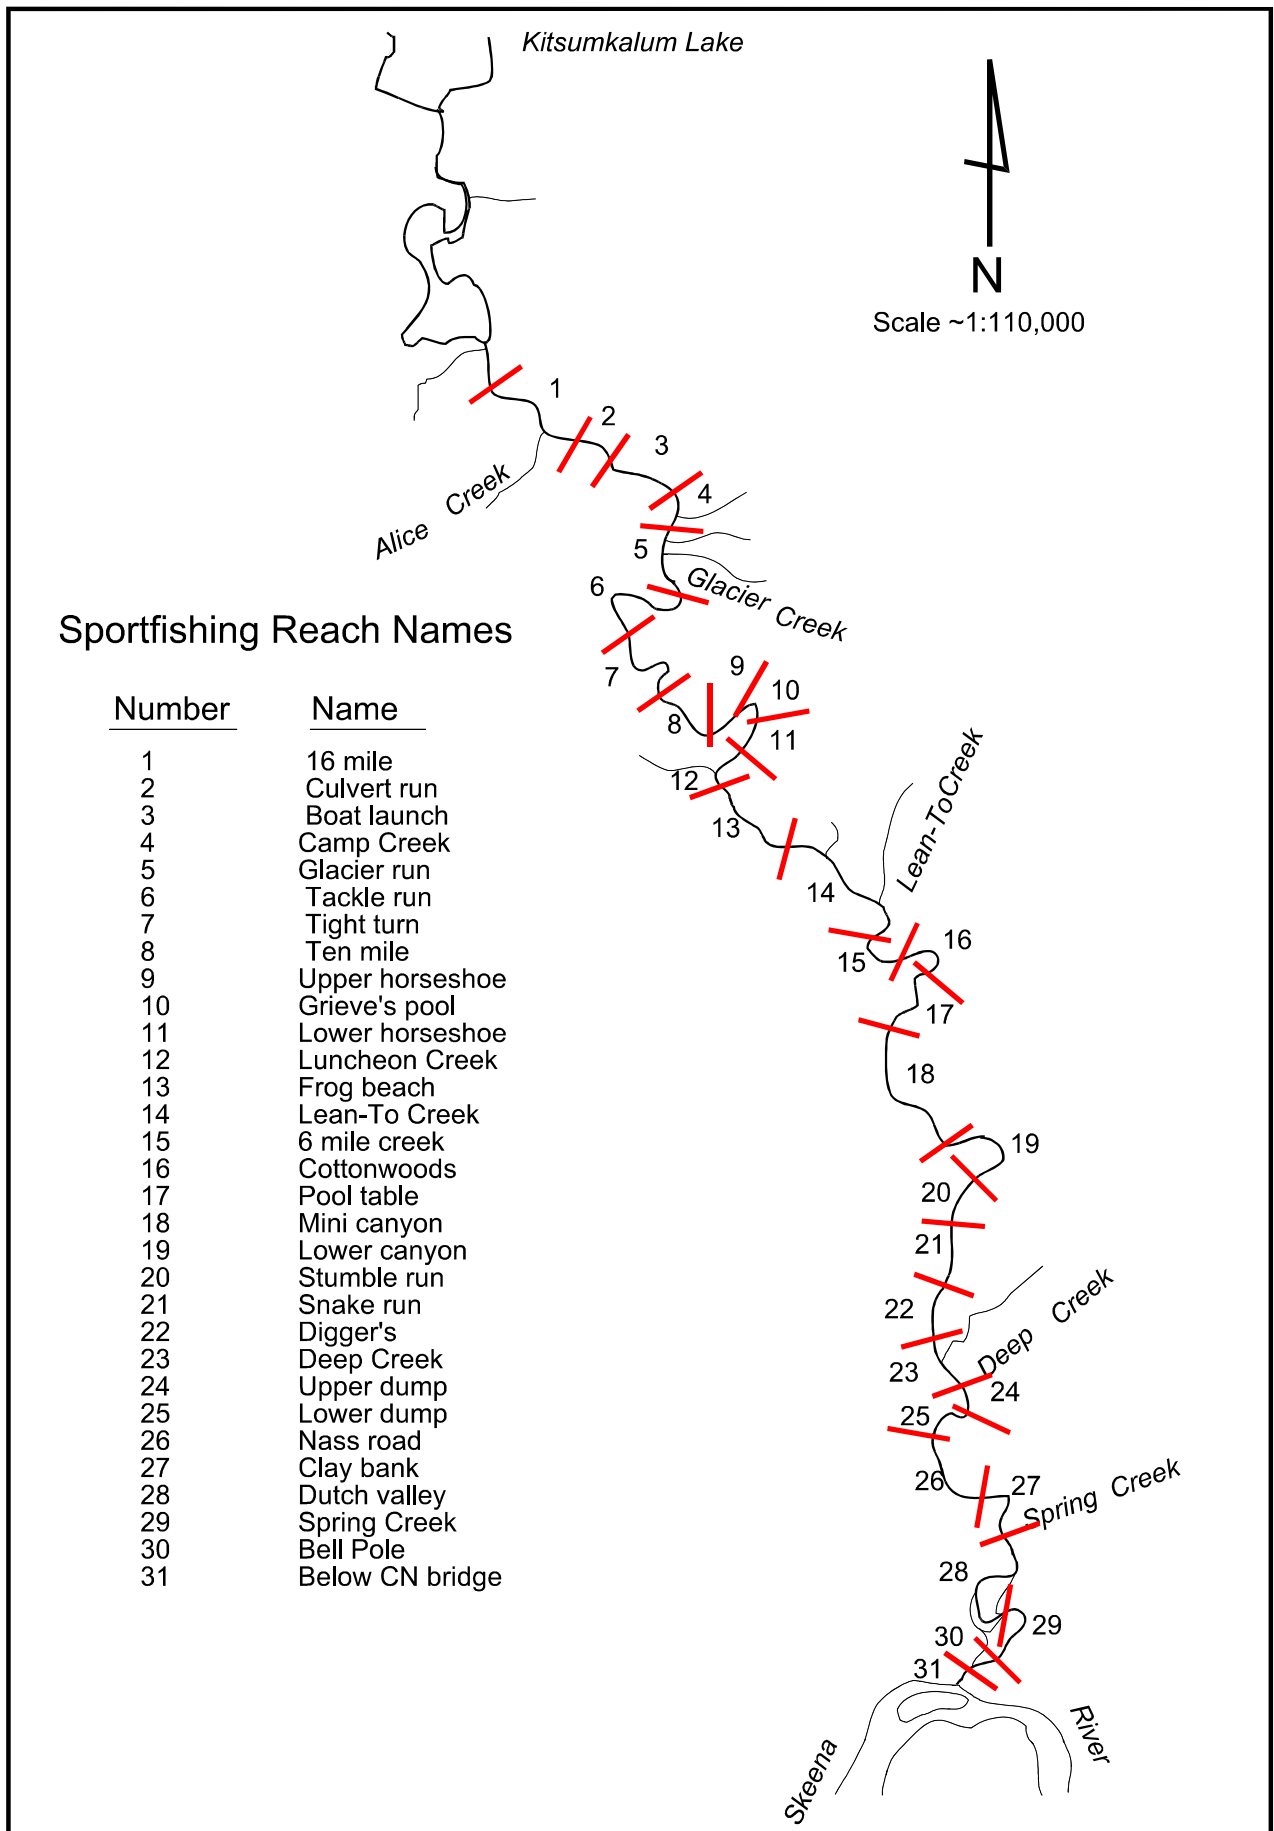 Kitsumkalum Lake
N
Scale ~1:110,000
1
2
3
4
Alice Creek
5
Glacier Creek
6
7
8
9
10
11
12
13
14
Lean-ToCreek
15
16
17
18
19
20
21
22
Deep Creek
23
24
25
26
27
Spring Creek
28
29
30
31
Skeena
River
Sportfishing Reach Names
Number Name
1 16 mile
2 Culvert run
3 Boat launch
4 Camp Creek
5 Glacier run
6 Tackle run
7 Tight turn
8 Ten mile
9 Upper horseshoe
10 Grieve's pool
11 Lower horseshoe
12 Luncheon Creek
13 Frog beach
14 Lean-To Creek
15 6 mile creek
16 Cottonwoods
17 Pool table
18 Mini canyon
19 Lower canyon
20 Stumble run
21 Snake run
22 Digger's
23 Deep Creek
24 Upper dump
25 Lower dump
26 Nass road
27 Clay bank
28 Dutch valley
29 Spring Creek
30 Bell Pole
31 Below CN bridge